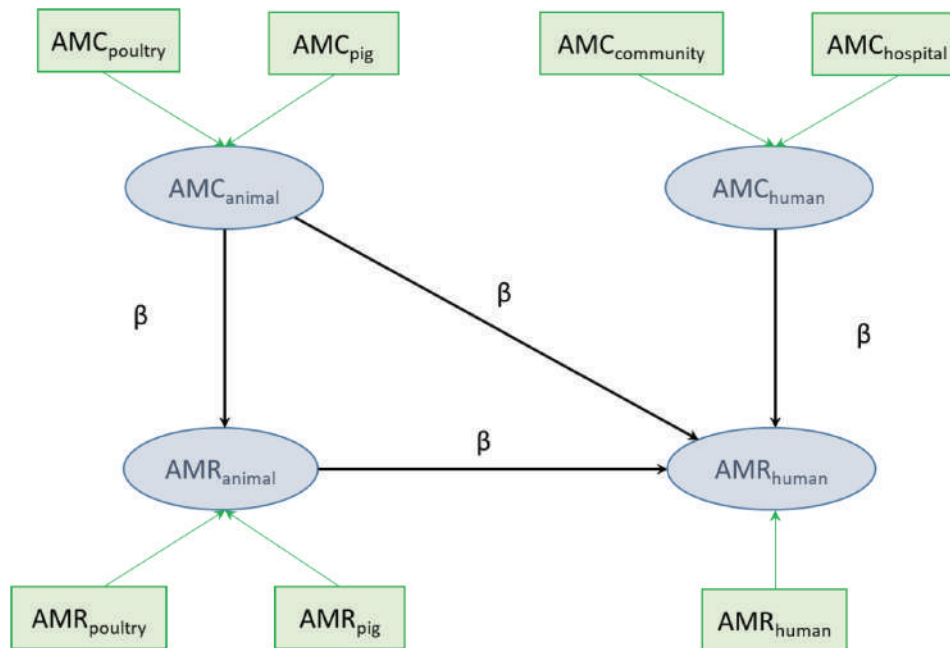 AMCpoultry
AMCpig
AMCcommunity
AMChospital
AMCanimal
AMChuman
β
β
β
β
AMRanimal
AMRhuman
AMRpoultry
AMRpig
AMRhuman